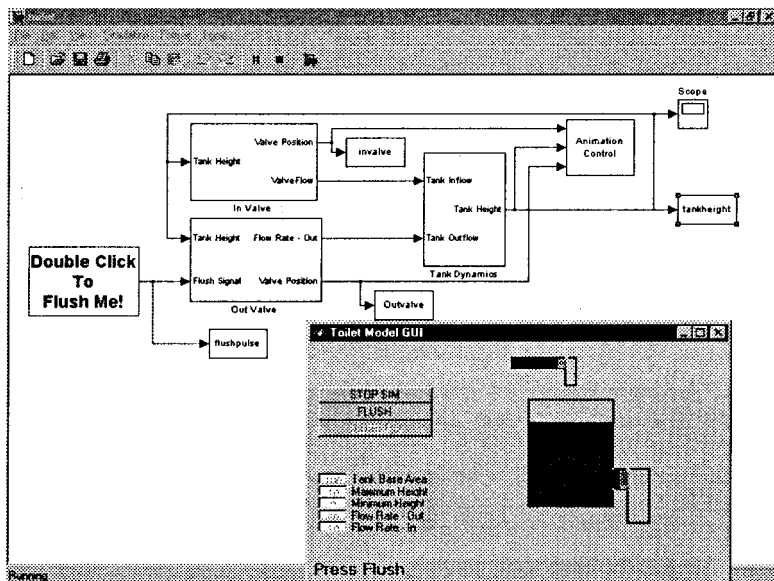 Scope
Valve Position
invalve
Animation
Control
Tank Height
Valve Flow
In Valve
Tank Inflow
Tank Height
Tank Outflow
Tank Dynamics
tankheight
Tank Height
Flow Rate - Out
Flush Signal
Valve Position
Out Valve
Double Click
To
Flush Me!
Outvalve
flushpulse
Toilet Model GUI
STOP SIM
FLUSH
Tank Base Area
Maximum Height
Minimum Height
Flow Rate - Out
Flow Rate - In
Press Flush
Running